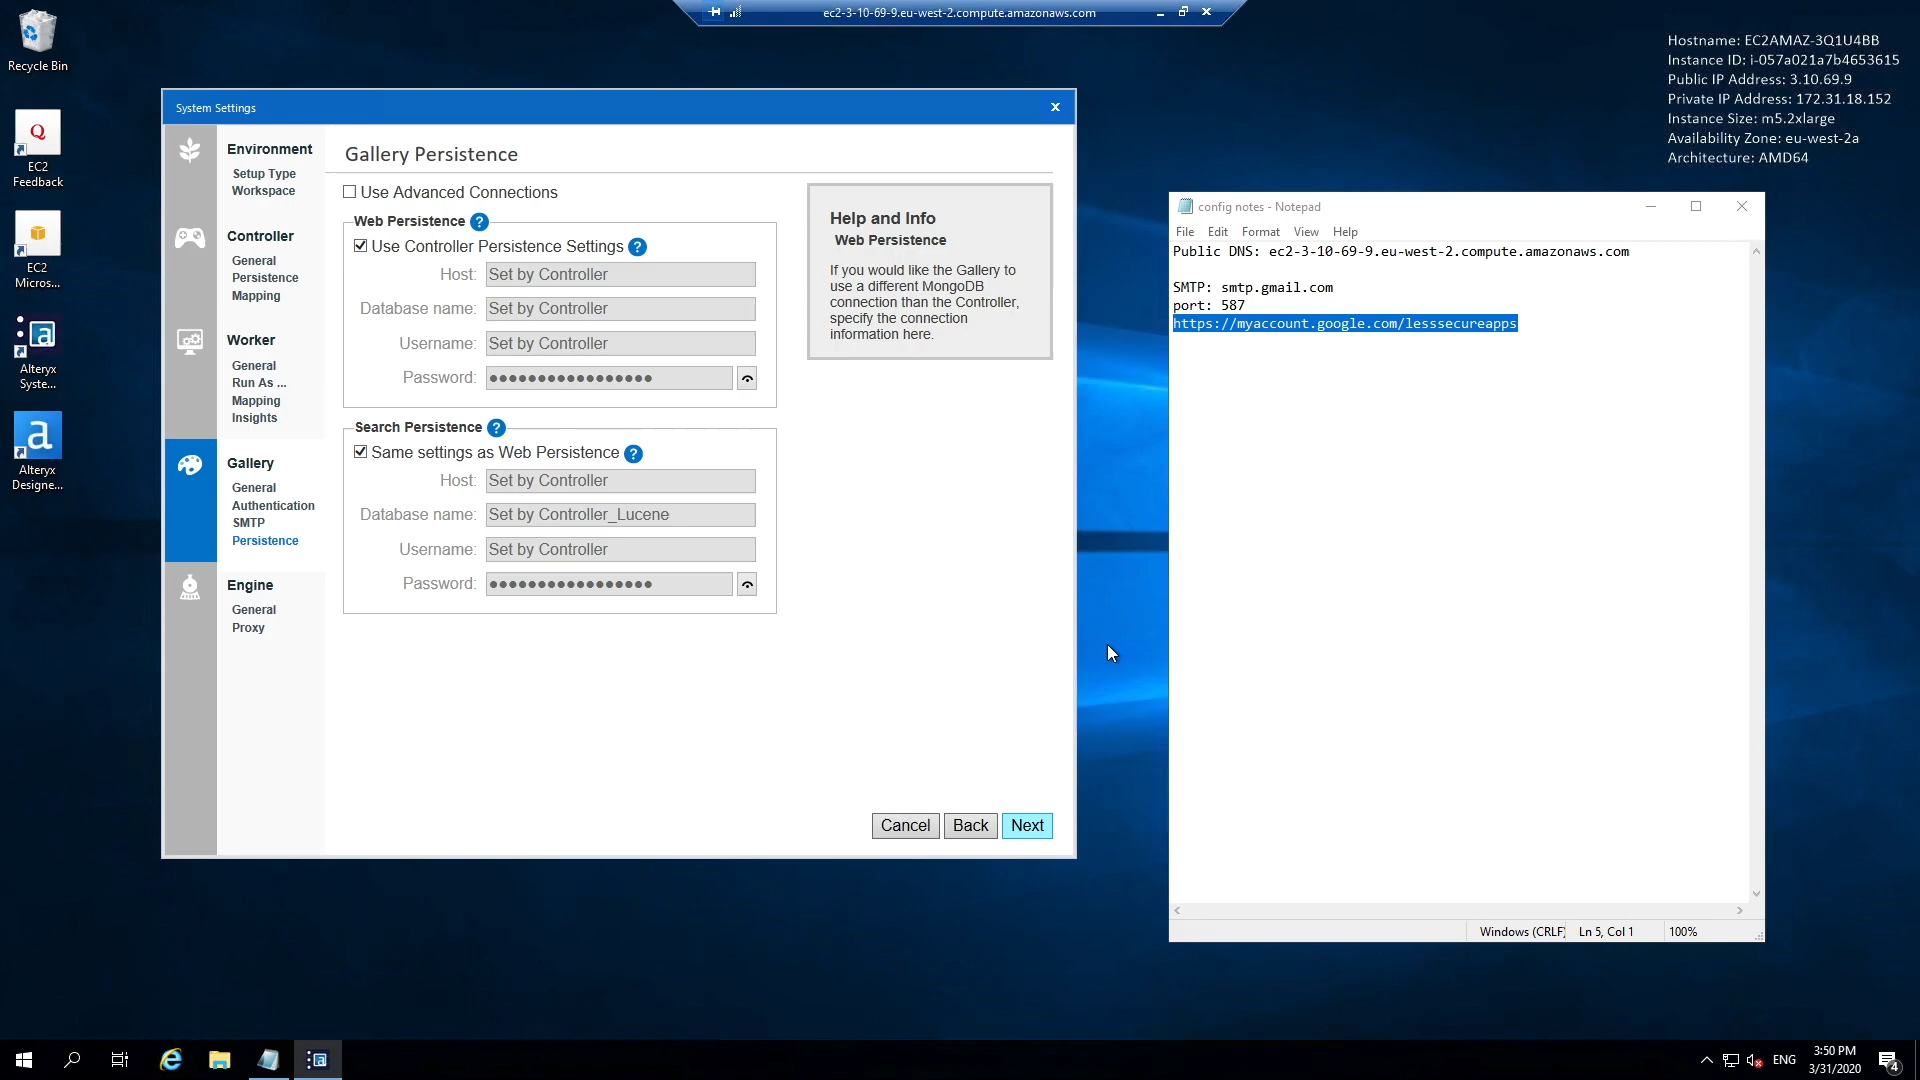 ec2-3-10-69-9.eu-west-2.compute.amazonaws.com
Recycle Bin
EC2
Feedback
EC2
Micros...
Alteryx
Syste...
Alteryx
Designe...
Hostname: EC2AMAZ-3Q1U4BB
Instance ID: i-057a021a7b4653615
Public IP Address: 3.10.69.9
Private IP Address: 172.31.18.152
Instance Size: m5.2xlarge
Availability Zone: eu-west-2a
Architecture: AMD64
System Settings
Environment
Setup Type
Workspace
Controller
General
Persistence
Mapping
Worker
General
Run As ...
Mapping
Insights
Gallery
General
Authentication
SMTP
Persistence
Engine
General
Proxy
Gallery Persistence
Use Advanced Connections
Web Persistence ?
Use Controller Persistence Settings ?
Host: Set by Controller
Database name: Set by Controller
Username: Set by Controller
Password: ●●●●●●●●●●●●●●●●●
Search Persistence ?
Same settings as Web Persistence ?
Host: Set by Controller
Database name: Set by Controller_Lucene
Username: Set by Controller
Password: ●●●●●●●●●●●●●●●●●
Help and Info
Web Persistence
If you would like the Gallery to
use a different MongoDB
connection than the Controller,
specify the connection
information here.
Cancel Back Next
config notes - Notepad
File Edit Format View Help
Public DNS: ec2-3-10-69-9.eu-west-2.compute.amazonaws.com
SMTP: smtp.gmail.com
port: 587
https://myaccount.google.com/lesssecureapps
Windows (CRLF) Ln 5, Col 1 100%
ENG
3:50 PM
3/31/2020
4